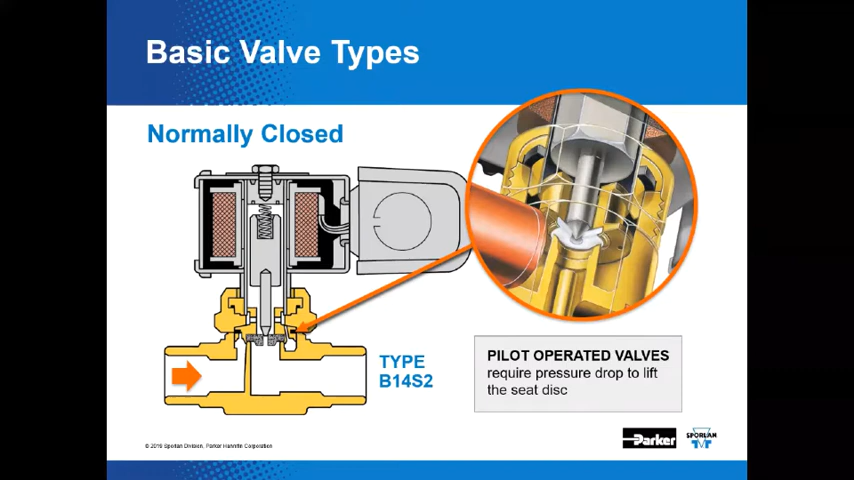 Basic Valve Types
Normally Closed
TYPE
B14S2
PILOT OPERATED VALVES
require pressure drop to lift
the seat disc
© 2016 Sporlan Division, Parker Hannifin Corporation
Parker
SPORLAN